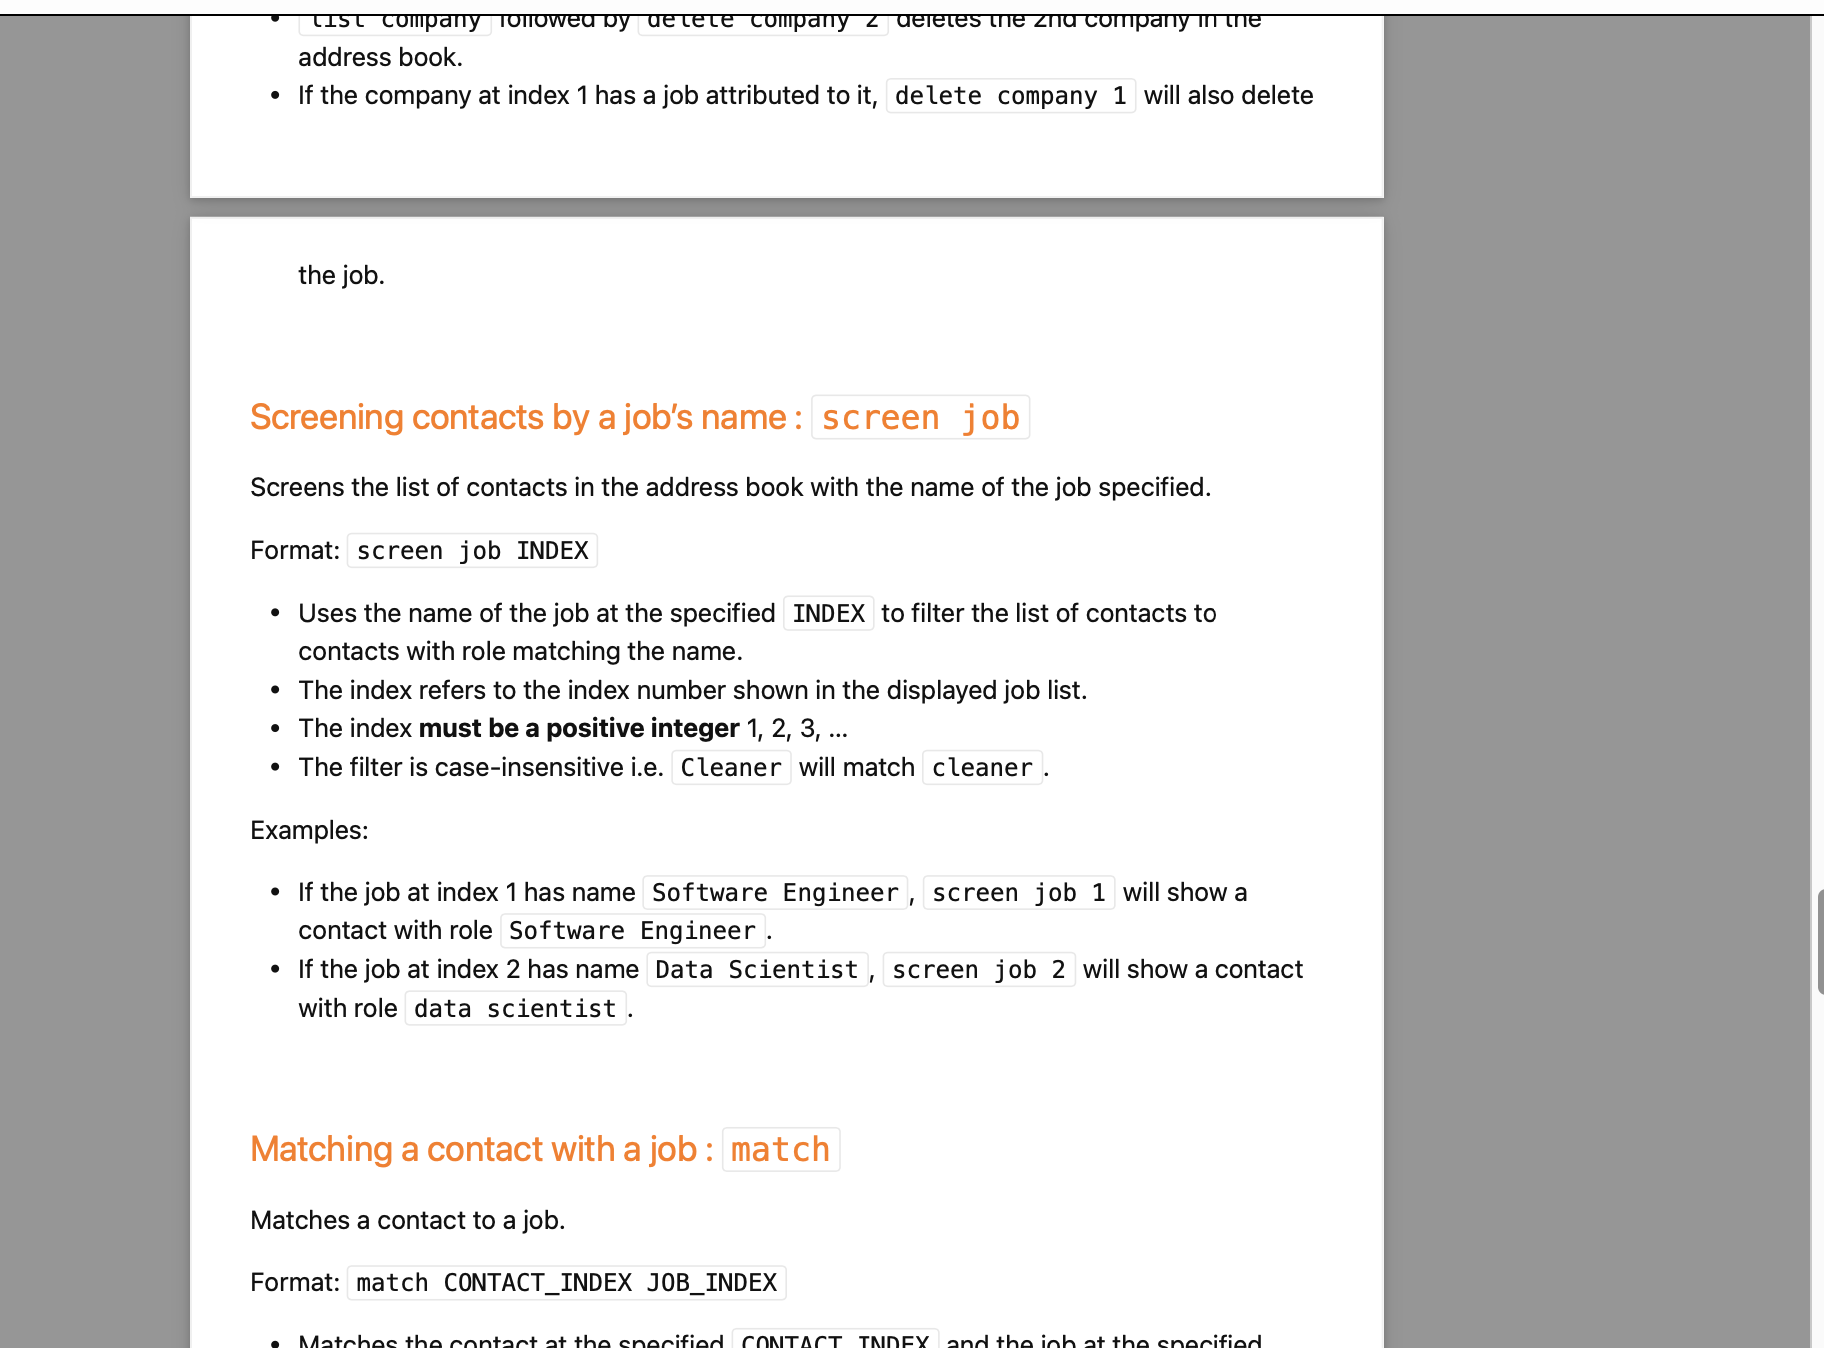 • list company followed by delete company 2 deletes the 2nd company in the
address book.
• If the company at index 1 has a job attributed to it, delete company 1 will also delete
the job.
Screening contacts by a job’s name : screen job
Screens the list of contacts in the address book with the name of the job specified.
Format: screen job INDEX
• Uses the name of the job at the specified INDEX to filter the list of contacts to
contacts with role matching the name.
• The index refers to the index number shown in the displayed job list.
• The index must be a positive integer 1, 2, 3, …
• The filter is case-insensitive i.e. Cleaner will match cleaner .
Examples:
• If the job at index 1 has name Software Engineer , screen job 1 will show a
contact with role Software Engineer .
• If the job at index 2 has name Data Scientist , screen job 2 will show a contact
with role data scientist .
Matching a contact with a job : match
Matches a contact to a job.
Format: match CONTACT_INDEX JOB_INDEX
• Matches the contact at the specified CONTACT_INDEX and the job at the specified